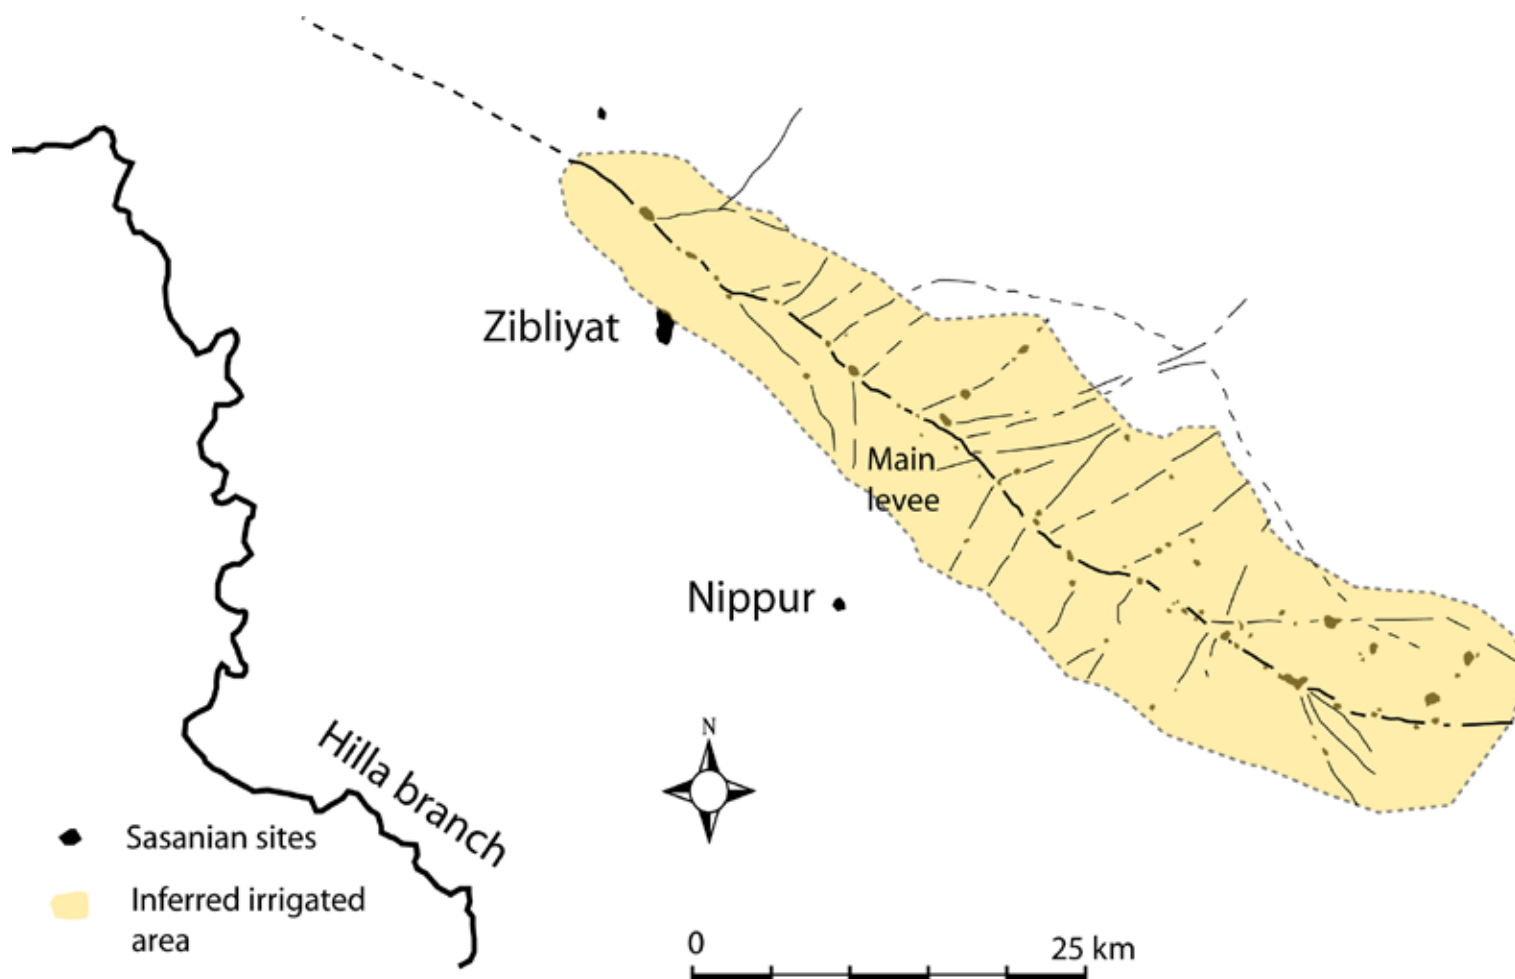 Zibliyat
Main
levee
Nippur
N
Hilla branch
Sasanian sites
Inferred irrigated
area
0
25 km